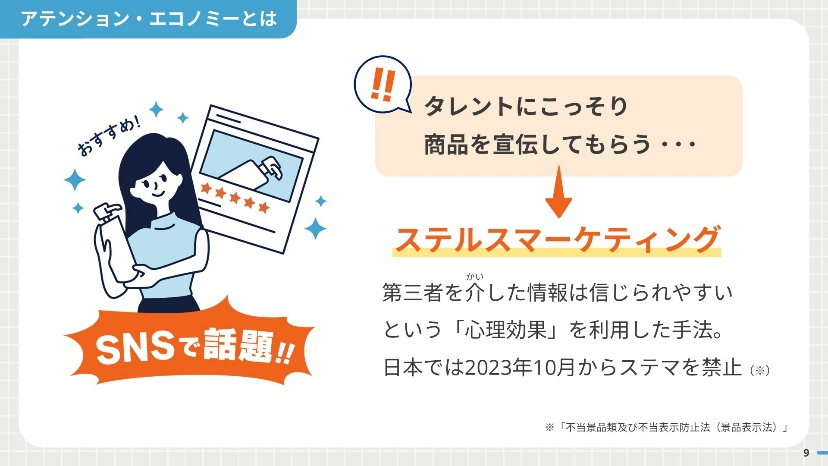 アテンション・エコノミーとは
おすすめ!
SNSで話題!!
!!
タレントにこっそり
商品を宣伝してもらう・・・
ステルスマーケティング
かい
第三者を介した情報は信じられやすい
という「心理効果」を利用した手法。
日本では2023年10月からステマを禁止(※)
※「不当景品類及び不当表示防止法(景品表示法)」
9